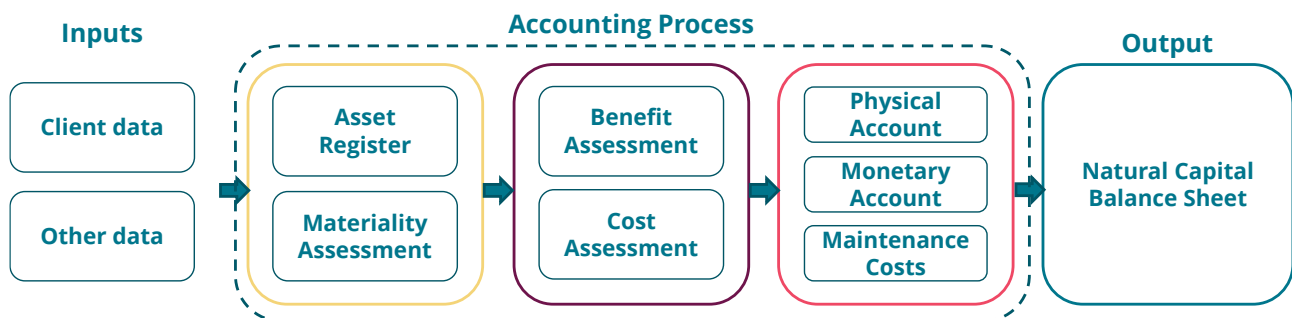 Inputs
Accounting Process
Output
Client data
Other data
Asset
Register
Materiality
Assessment
Benefit
Assessment
Cost
Assessment
Physical
Account
Monetary
Account
Maintenance
Costs
Natural Capital
Balance Sheet